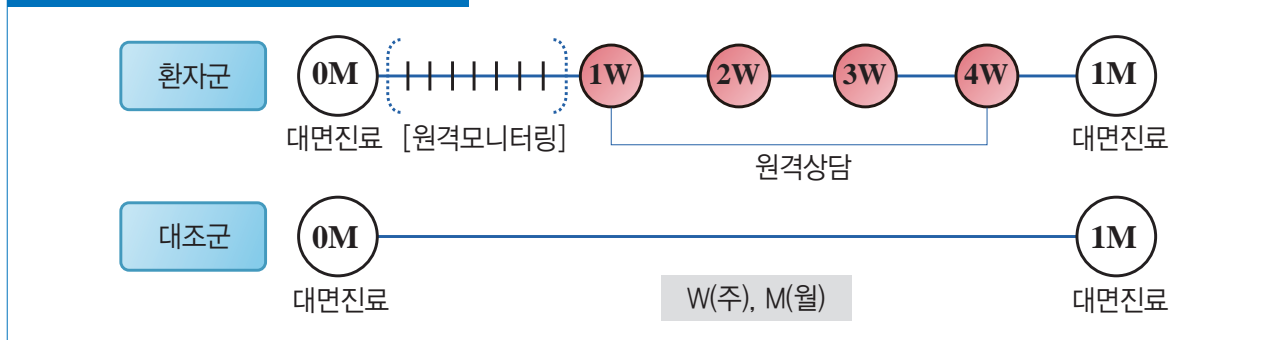 환자군
0M
1W
2W
3W
4W
1M
대면진료
[원격모니터링]
원격상담
대면진료
대조군
0M
1M
대면진료
W(주), M(월)
대면진료